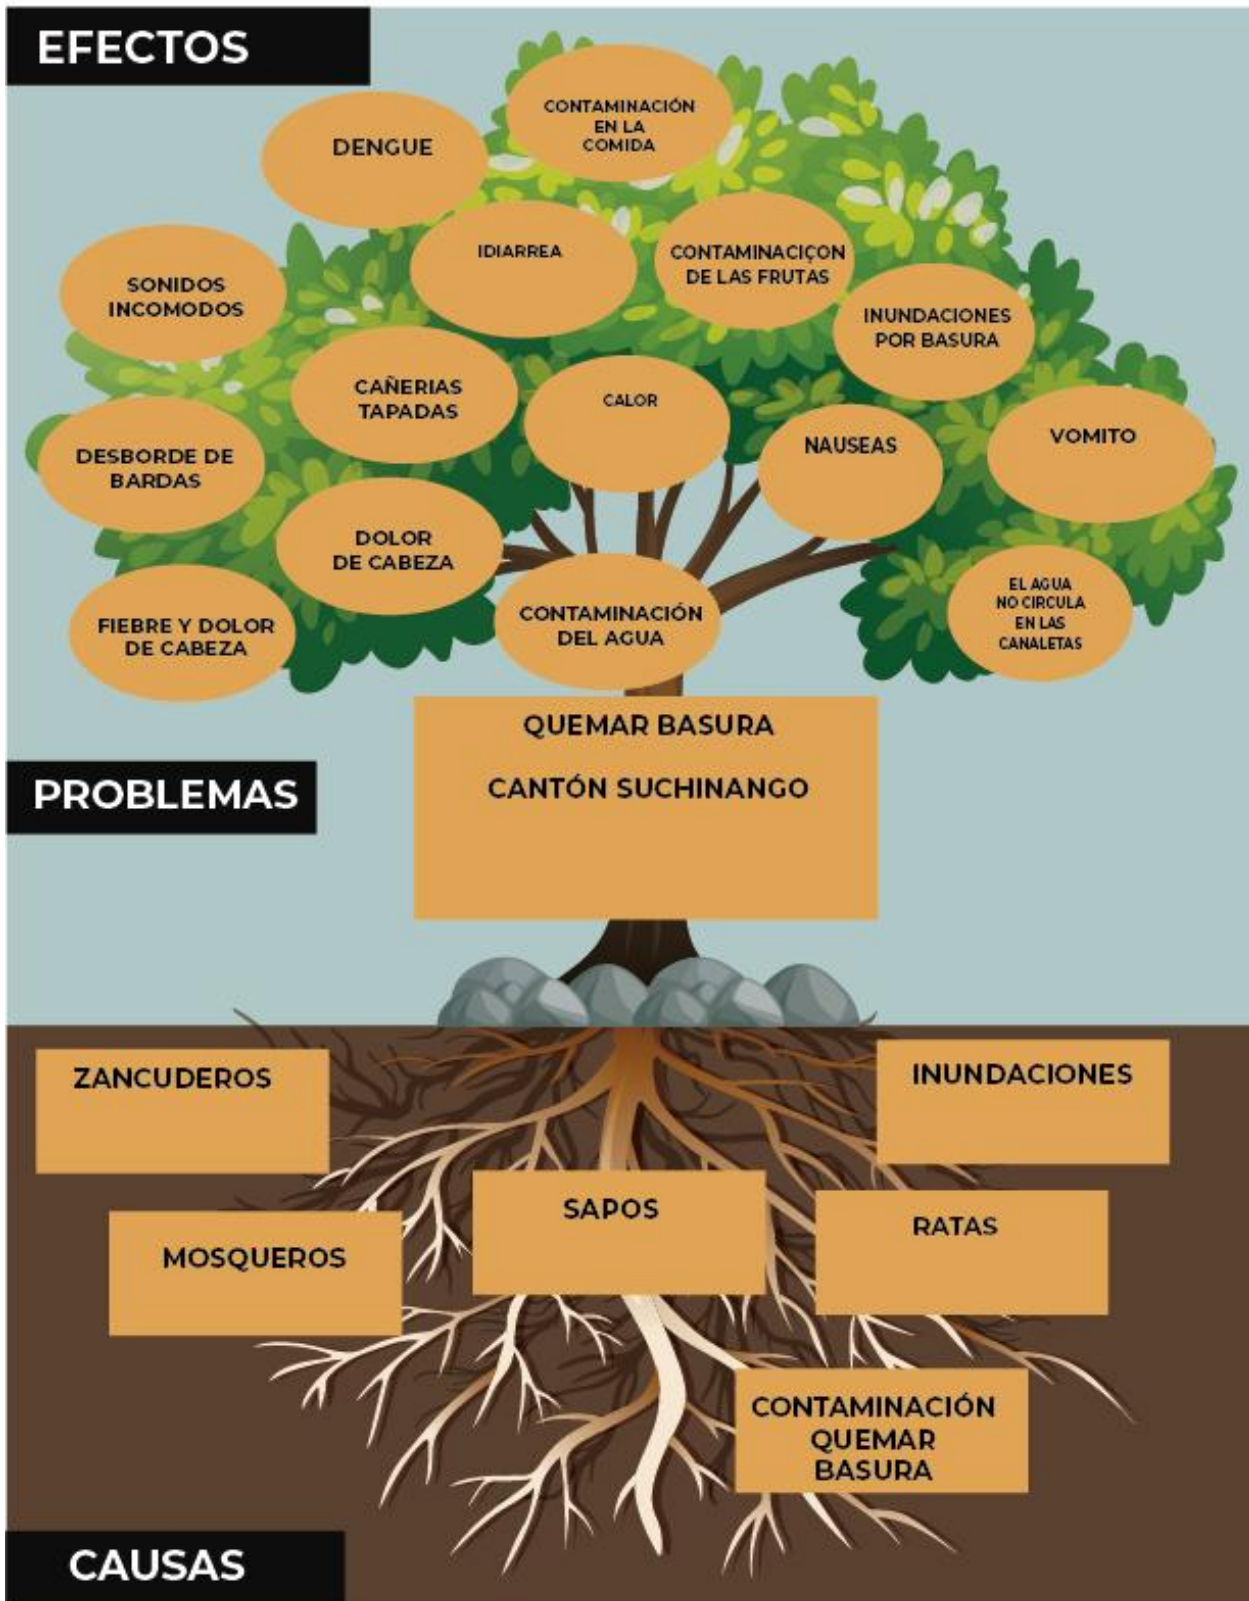 EFECTOS
CONTAMINACIÓN
EN LA
COMIDA
DENGUE
IDIARREA
CONTAMINACIÇON
DE LAS FRUTAS
SONIDOS
INCOMODOS
INUNDACIONES
POR BASURA
CAÑERIAS
TAPADAS
CALOR
NAUSEAS
VOMITO
DESBORDE DE
BARDAS
DOLOR
DE CABEZA
FIEBRE Y DOLOR
DE CABEZA
CONTAMINACIÓN
DEL AGUA
EL AGUA
NO CIRCULA
EN LAS
CANALETAS
QUEMAR BASURA
CANTÓN SUCHINANGO
PROBLEMAS
ZANCUDEROS
INUNDACIONES
SAPOS
RATAS
MOSQUEROS
CONTAMINACIÓN
QUEMAR
BASURA
CAUSAS